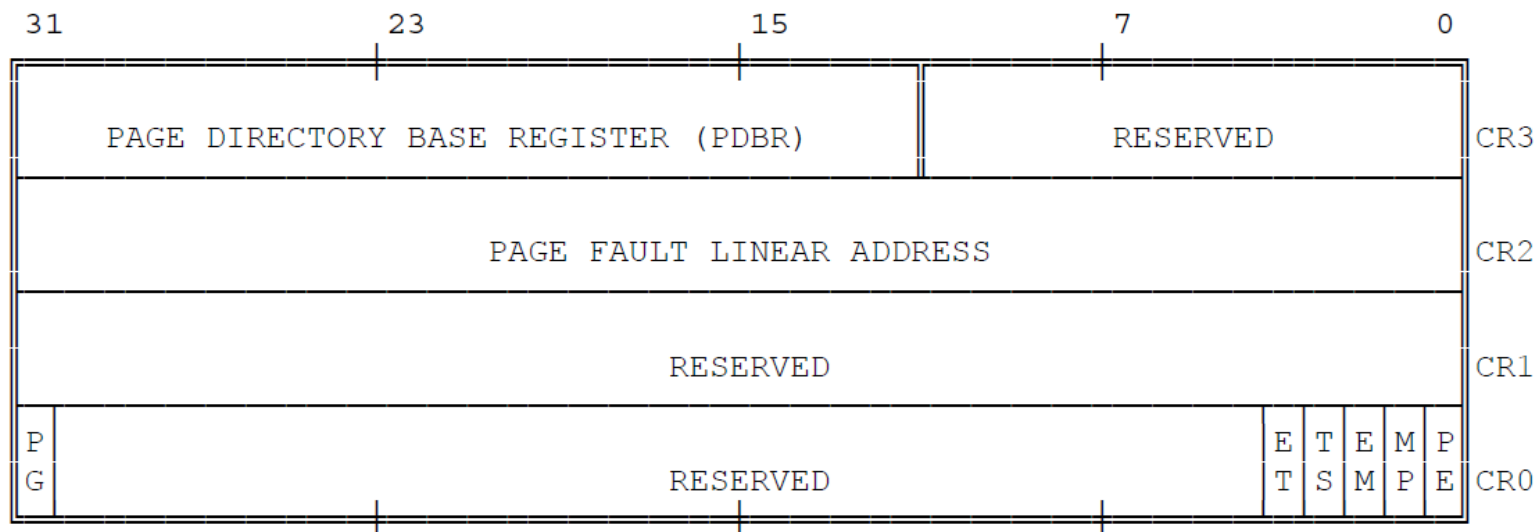 31 23 15 7 0
PAGE DIRECTORY BASE REGISTER (PDBR) RESERVED CR3
PAGE FAULT LINEAR ADDRESS CR2
RESERVED CR1
P E T E M P
G RESERVED T S M P E CR0